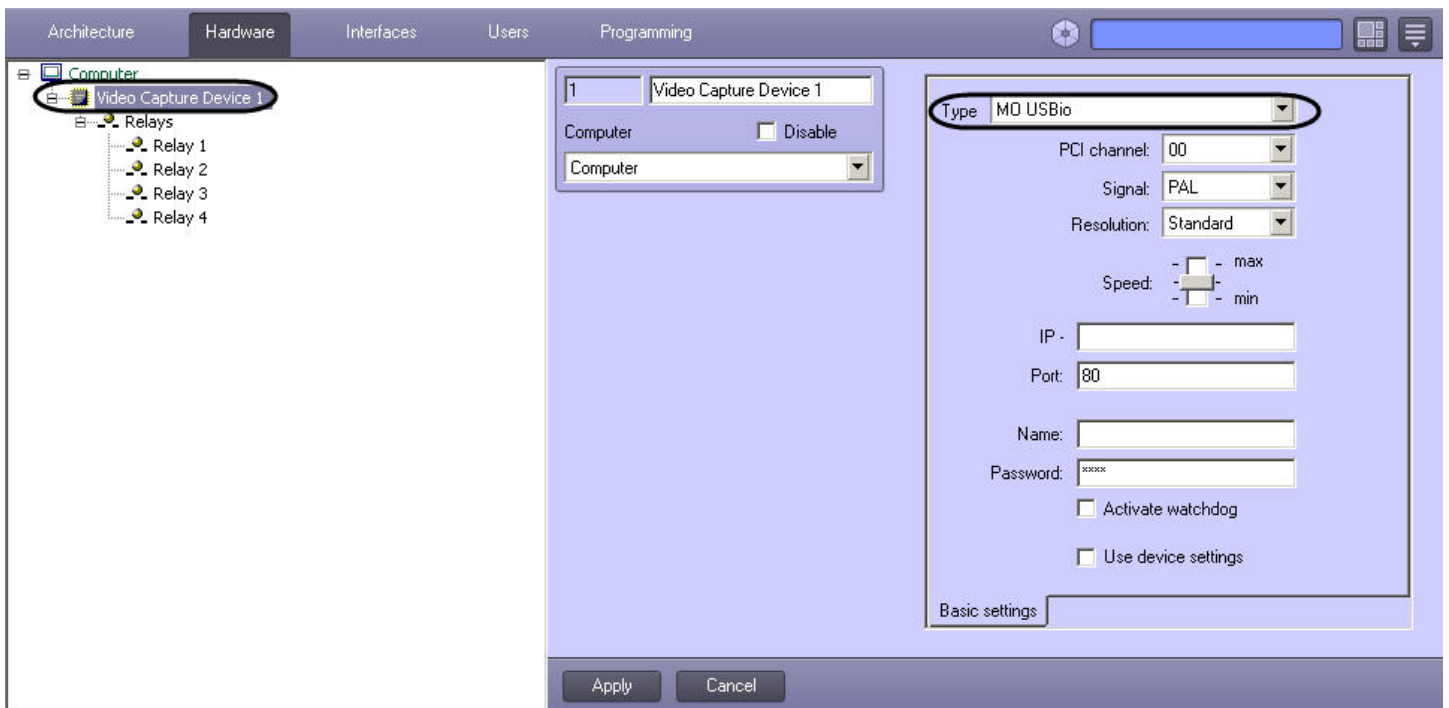 Architecture Hardware Interfaces Users Programming
Computer
Video Capture Device 1
Relays
Relay 1
Relay 2
Relay 3
Relay 4
1 Video Capture Device 1
Computer Disable
Computer
Type MO USBio
PCI channel: 00
Signal: PAL
Resolution: Standard
max
Speed:
min
IP -
Port: 80
Name:
Password: ****
Activate watchdog
Use device settings
Basic settings
Apply Cancel